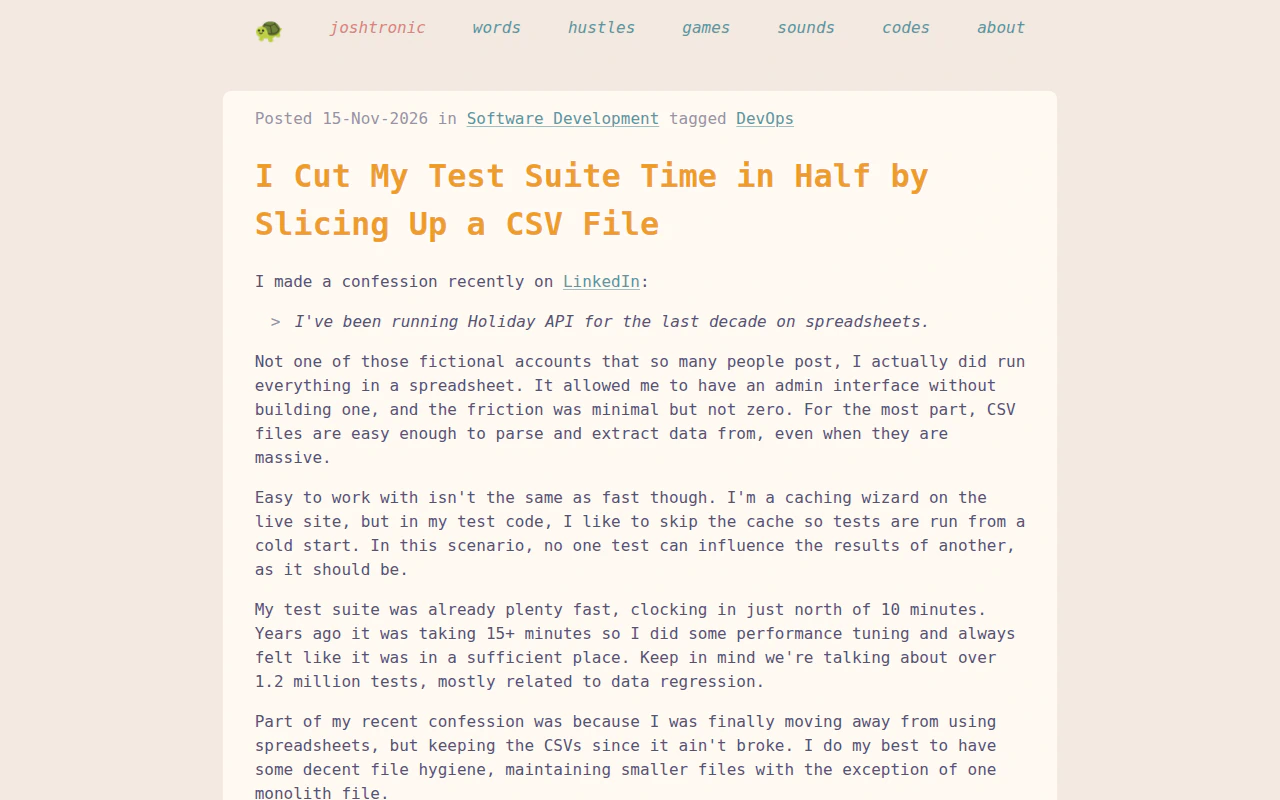 joshtronic words hustles games sounds codes about
Posted 15-Nov-2026 in Software Development tagged DevOps
I Cut My Test Suite Time in Half by
Slicing Up a CSV File
I made a confession recently on LinkedIn:
> I've been running Holiday API for the last decade on spreadsheets.
Not one of those fictional accounts that so many people post, I actually did run
everything in a spreadsheet. It allowed me to have an admin interface without
building one, and the friction was minimal but not zero. For the most part, CSV
files are easy enough to parse and extract data from, even when they are
massive.
Easy to work with isn't the same as fast though. I'm a caching wizard on the
live site, but in my test code, I like to skip the cache so tests are run from a
cold start. In this scenario, no one test can influence the results of another,
as it should be.
My test suite was already plenty fast, clocking in just north of 10 minutes.
Years ago it was taking 15+ minutes so I did some performance tuning and always
felt like it was in a sufficient place. Keep in mind we're talking about over
1.2 million tests, mostly related to data regression.
Part of my recent confession was because I was finally moving away from using
spreadsheets, but keeping the CSVs since it ain't broke. I do my best to have
some decent file hygiene, maintaining smaller files with the exception of one
monolith file.